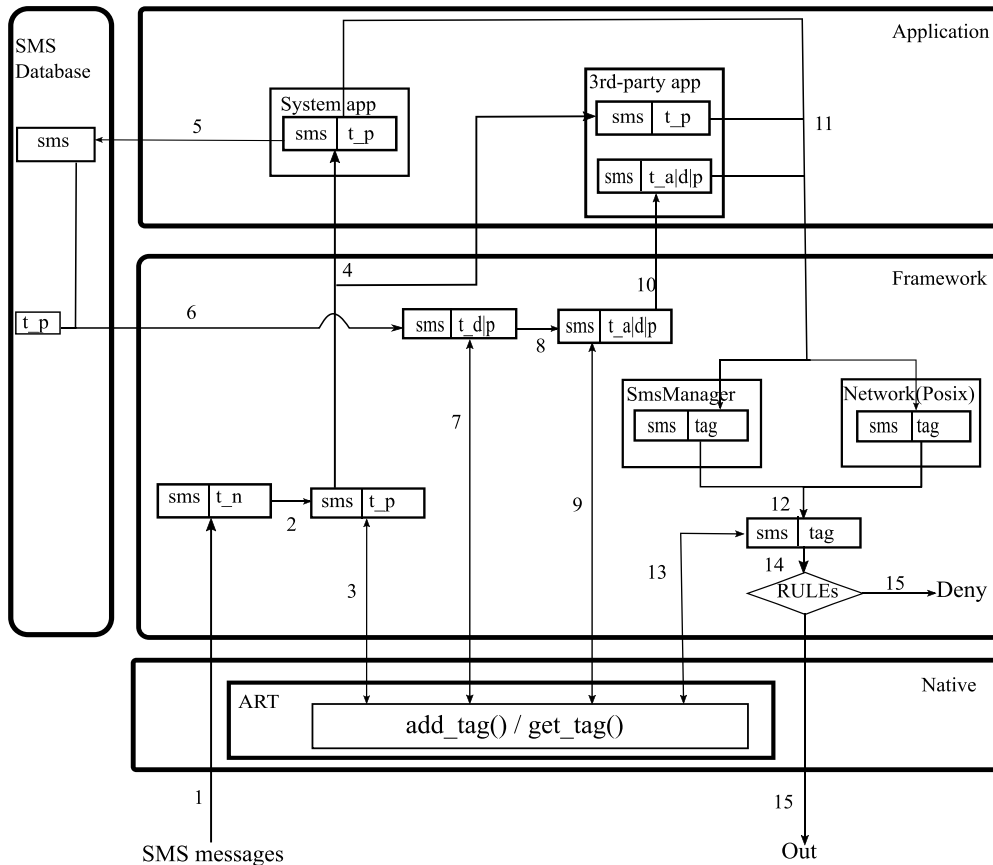 SMS
Database
Application
System app
3rd-party app
sms t_p
sms t_p
11
5
sms
sms t_a|d|p
4
10
Framework
6
t_p
sms t_d|p
8
sms t_a|d|p
SmsManager
Network(Posix)
sms tag
sms tag
7
9
sms t_n
2
sms t_p
12
sms tag
3
13
14
RULEs
15
Deny
Native
ART
add_tag() / get_tag()
1
15
SMS messages
Out